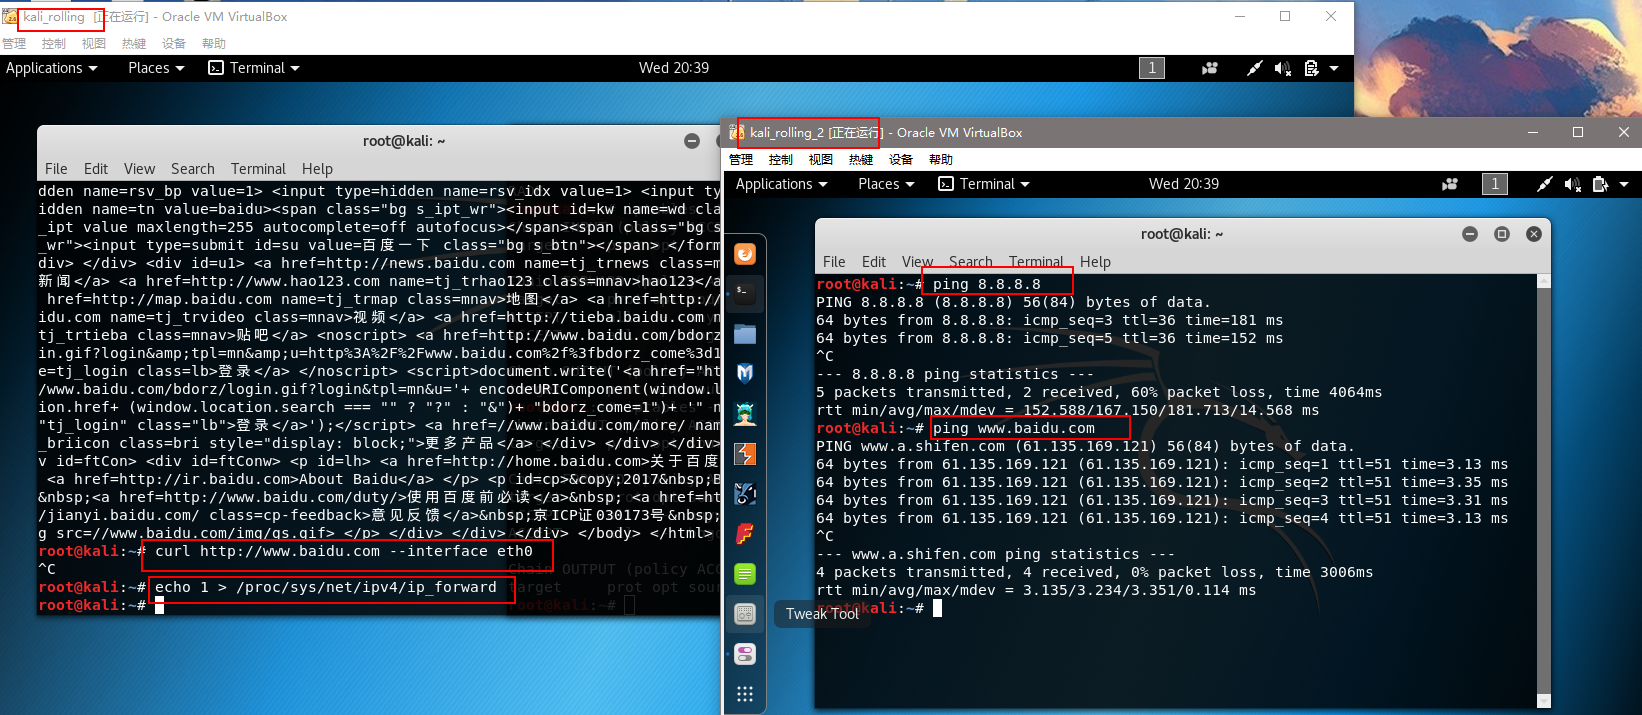 kali_rolling [正在运行] - Oracle VM VirtualBox
管理 控制 视图 热键 设备 帮助
Applications Places Terminal Wed 20:39 1
root@kali: ~
File Edit View Search Terminal Help
dden name=rsv_bp value=1> <input type=hidden name=rsv_idx value=1> <input ty
idden name=tn value=baidu><span class="bg s_ipt_wr"><input id=kw name=wd cla
_ipt value maxlength=255 autocomplete=off autofocus></span><span class="bg s
_wr"><input type=submit id=su value=百度一下 class="bg s_btn"></span> </form
div> </div> <div id=u1> <a href=http://news.baidu.com name=tj_trnews class=m
新闻</a> <a href=http://www.hao123.com name=tj_trhao123 class=mnav>hao123</a
href=http://map.baidu.com name=tj_trmap class=mnav>地图</a> <a href=http://
idu.com name=tj_trvideo class=mnav>视频</a> <a href=http://tieba.baidu.com n
tj_trtieba class=mnav>贴吧</a> <noscript> <a href=http://www.baidu.com/bdorz
in.gif?login&amp;tpl=mn&amp;u=http%3A%2F%2Fwww.baidu.com%2f%3fbdorz_come%3d1
e=tj_login class=lb>登录</a> </noscript> <script>document.write('<a href="ht
/www.baidu.com/bdorz/login.gif?login&tpl=mn&u='+ encodeURIComponent(window.l
ion.href+ (window.location.search === "" ? "?" : "&")+ "bdorz_come=1")+ '" n
"tj_login" class="lb">登录</a>');</script> <a href=//www.baidu.com/more/ nam
_briicon class=bri style="display: block;">更多产品</a> </div> </div> </div>
v id=ftCon> <div id=ftConw> <p id=lh> <a href=http://home.baidu.com>关于百度
<a href=http://ir.baidu.com>About Baidu</a> </p> <p id=cp>&copy;2017&nbsp;B
&nbsp;<a href=http://www.baidu.com/duty/>使用百度前必读</a>&nbsp; <a href=ht
/jianyi.baidu.com/ class=cp-feedback>意见反馈</a>&nbsp;京ICP证030173号&nbsp;
g src=//www.baidu.com/img/gs.gif> </p> </div> </div> </div> </body> </html>
root@kali:~# curl http://www.baidu.com --interface eth0
^C
root@kali:~# echo 1 > /proc/sys/net/ipv4/ip_forward
root@kali:~#
Chain OUTPUT (policy ACC
target prot opt sour
root@kali:~#
kali_rolling_2 [正在运行] - Oracle VM VirtualBox
管理 控制 视图 热键 设备 帮助
Applications Places Terminal Wed 20:39 1
root@kali: ~
File Edit View Search Terminal Help
root@kali:~# ping 8.8.8.8
PING 8.8.8.8 (8.8.8.8) 56(84) bytes of data.
64 bytes from 8.8.8.8: icmp_seq=3 ttl=36 time=181 ms
64 bytes from 8.8.8.8: icmp_seq=5 ttl=36 time=152 ms
^C
--- 8.8.8.8 ping statistics ---
5 packets transmitted, 2 received, 60% packet loss, time 4064ms
rtt min/avg/max/mdev = 152.588/167.150/181.713/14.568 ms
root@kali:~# ping www.baidu.com
PING www.a.shifen.com (61.135.169.121) 56(84) bytes of data.
64 bytes from 61.135.169.121 (61.135.169.121): icmp_seq=1 ttl=51 time=3.13 ms
64 bytes from 61.135.169.121 (61.135.169.121): icmp_seq=2 ttl=51 time=3.35 ms
64 bytes from 61.135.169.121 (61.135.169.121): icmp_seq=3 ttl=51 time=3.31 ms
64 bytes from 61.135.169.121 (61.135.169.121): icmp_seq=4 ttl=51 time=3.13 ms
^C
--- www.a.shifen.com ping statistics ---
4 packets transmitted, 4 received, 0% packet loss, time 3006ms
rtt min/avg/max/mdev = 3.135/3.234/3.351/0.114 ms
root@kali:~#
Tweak Tool